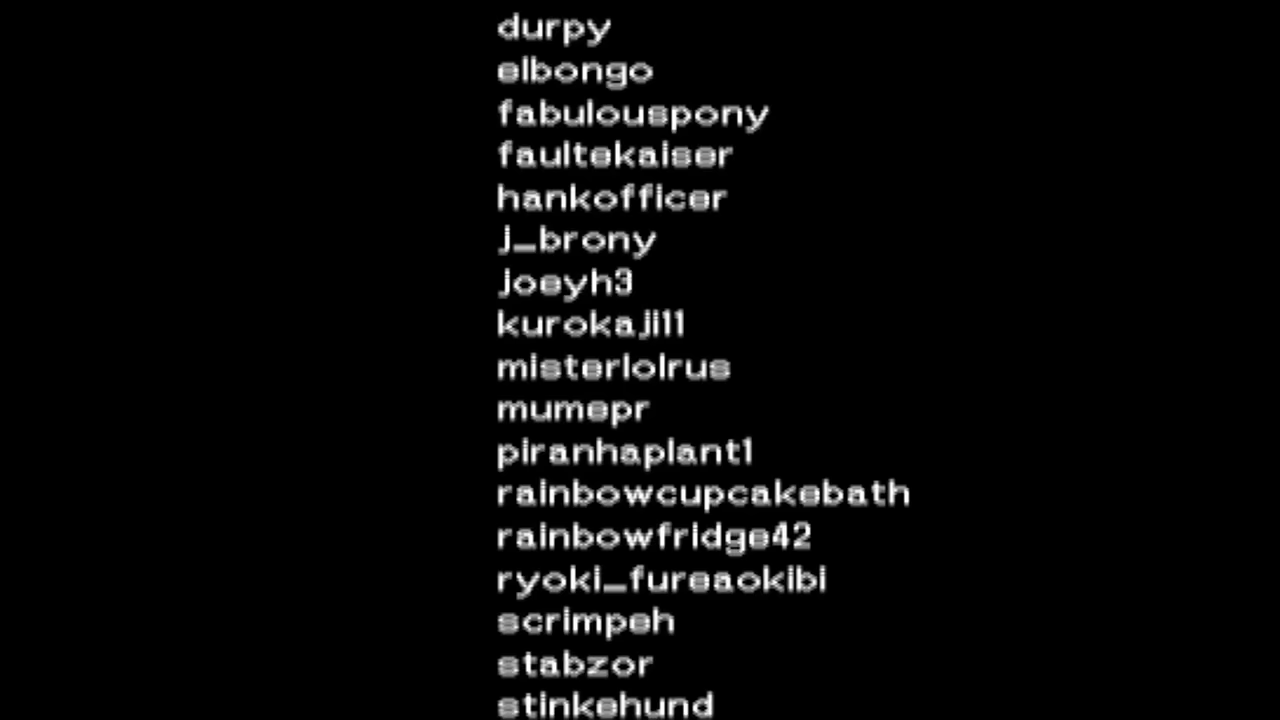 durpy
elbongo
fabulouspony
faultekaiser
hankofficer
j_brony
joeyh3
kurokaji11
misterlolrus
mumepr
piranhaplant1
rainbowcupcakebath
rainbowfridge42
ryoki_fureaokibi
scrimpeh
stabzor
stinkehund